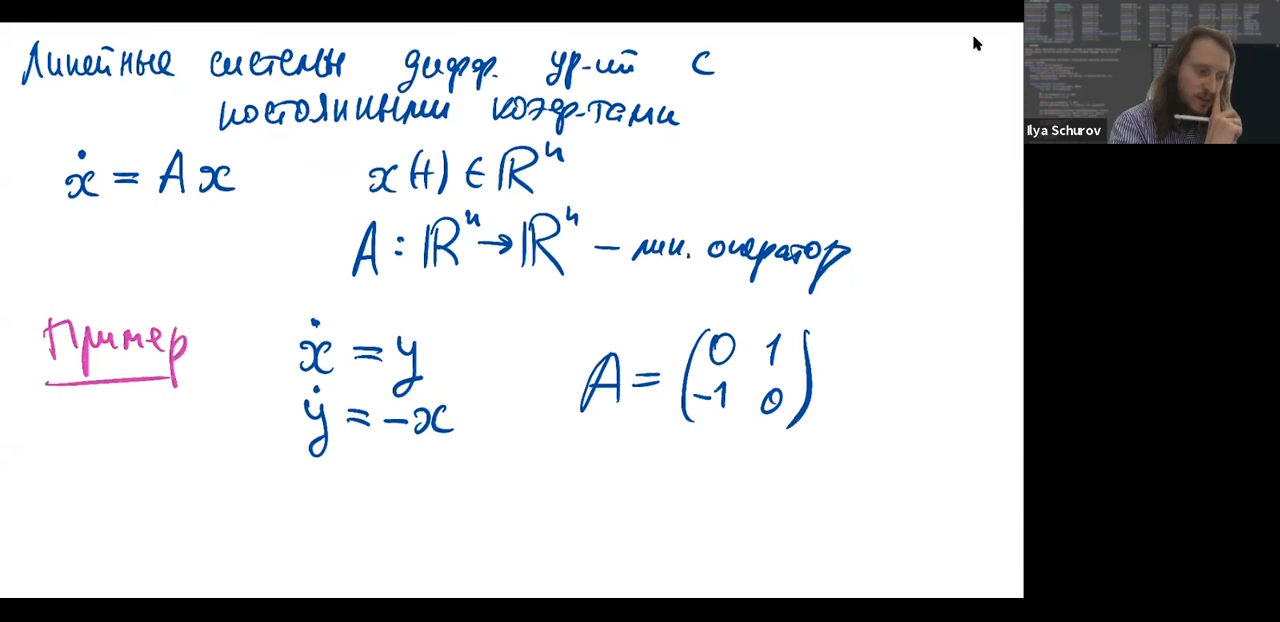 Линейные системы дифф. ур-ий с
постоянными коэф-тами
ẋ = Ax x(t) ∈ ℝⁿ
A : ℝⁿ → ℝⁿ – лин. оператор
Пример
ẋ = y
ẏ = -x
A = (0 1
-1 0)
Ilya Schurov